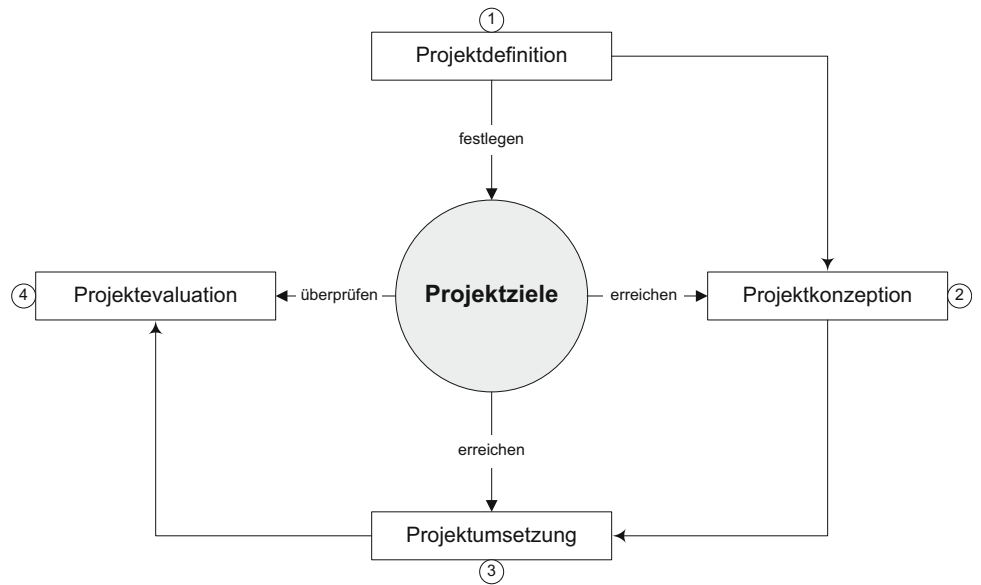 1
Projektdefinition
festlegen
4
Projektevaluation
überprüfen
Projektziele
erreichen
Projektkonzeption
2
erreichen
Projektumsetzung
3